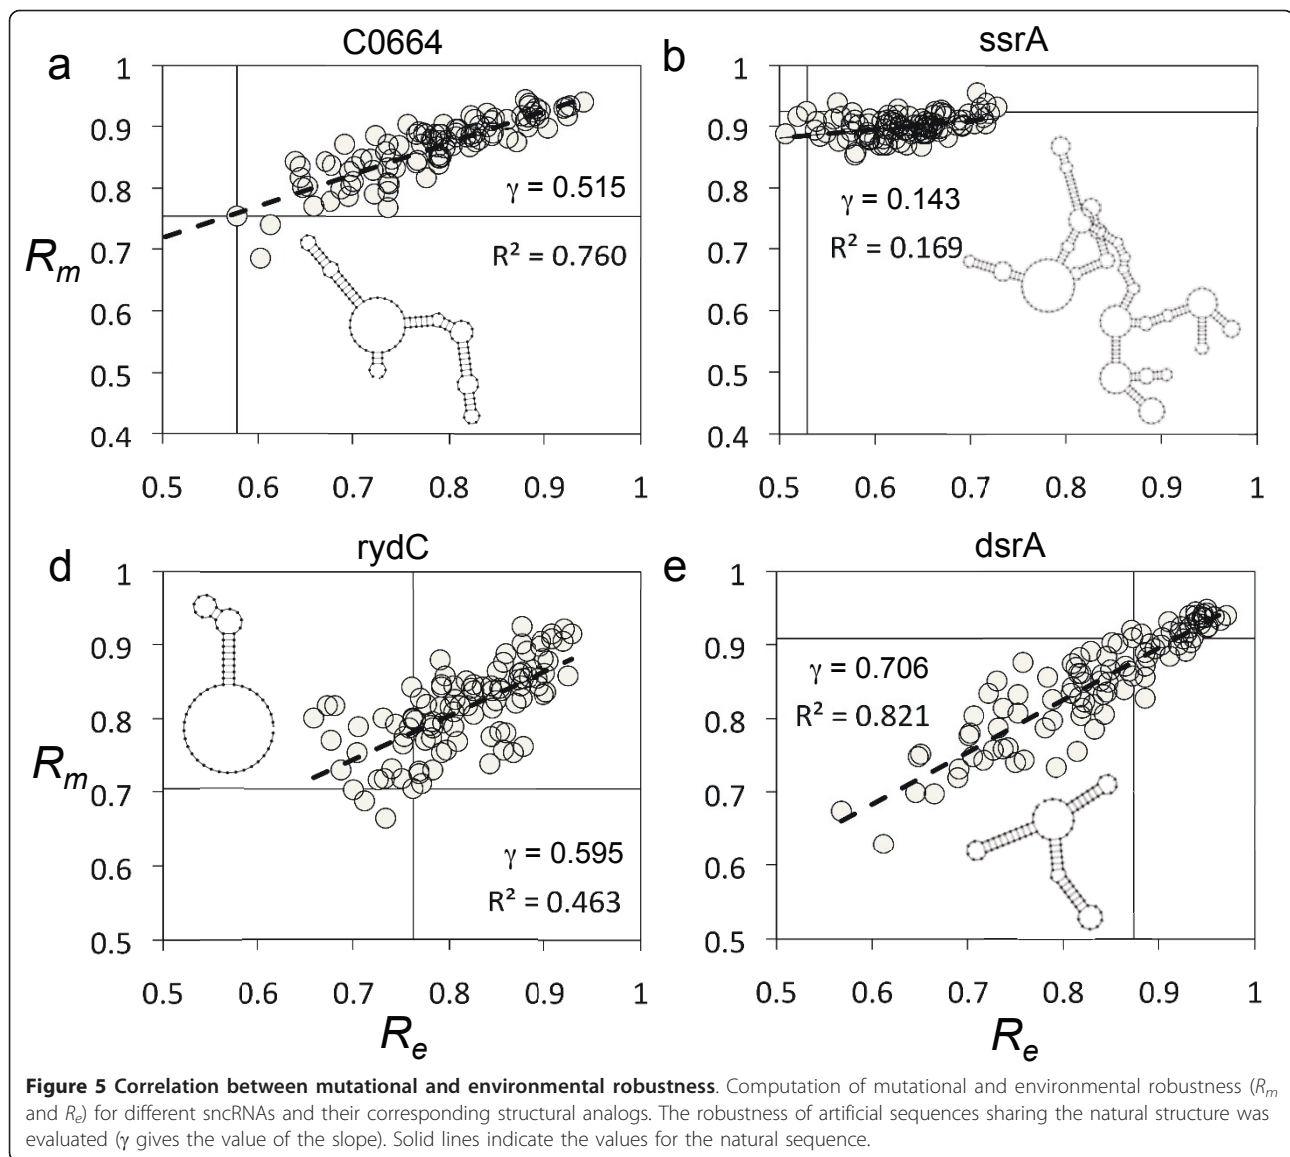 C0664
a
1
0.9
0.8
0.7
0.6
0.5
0.4
Rm
γ = 0.515
R² = 0.760
0.5 0.6 0.7 0.8 0.9 1
ssrA
b
1
0.9
0.8
0.7
0.6
0.5
0.4
γ = 0.143
R² = 0.169
0.5 0.6 0.7 0.8 0.9 1
rydC
d
1
0.9
0.8
0.7
0.6
0.5
Rm
γ = 0.595
R² = 0.463
0.5 0.6 0.7 0.8 0.9 1
Re
dsrA
e
1
0.9
0.8
0.7
0.6
0.5
γ = 0.706
R² = 0.821
0.5 0.6 0.7 0.8 0.9 1
Re
Figure 5 Correlation between mutational and environmental robustness. Computation of mutational and environmental robustness (Rm
and Re) for different sncRNAs and their corresponding structural analogs. The robustness of artificial sequences sharing the natural structure was
evaluated (γ gives the value of the slope). Solid lines indicate the values for the natural sequence.